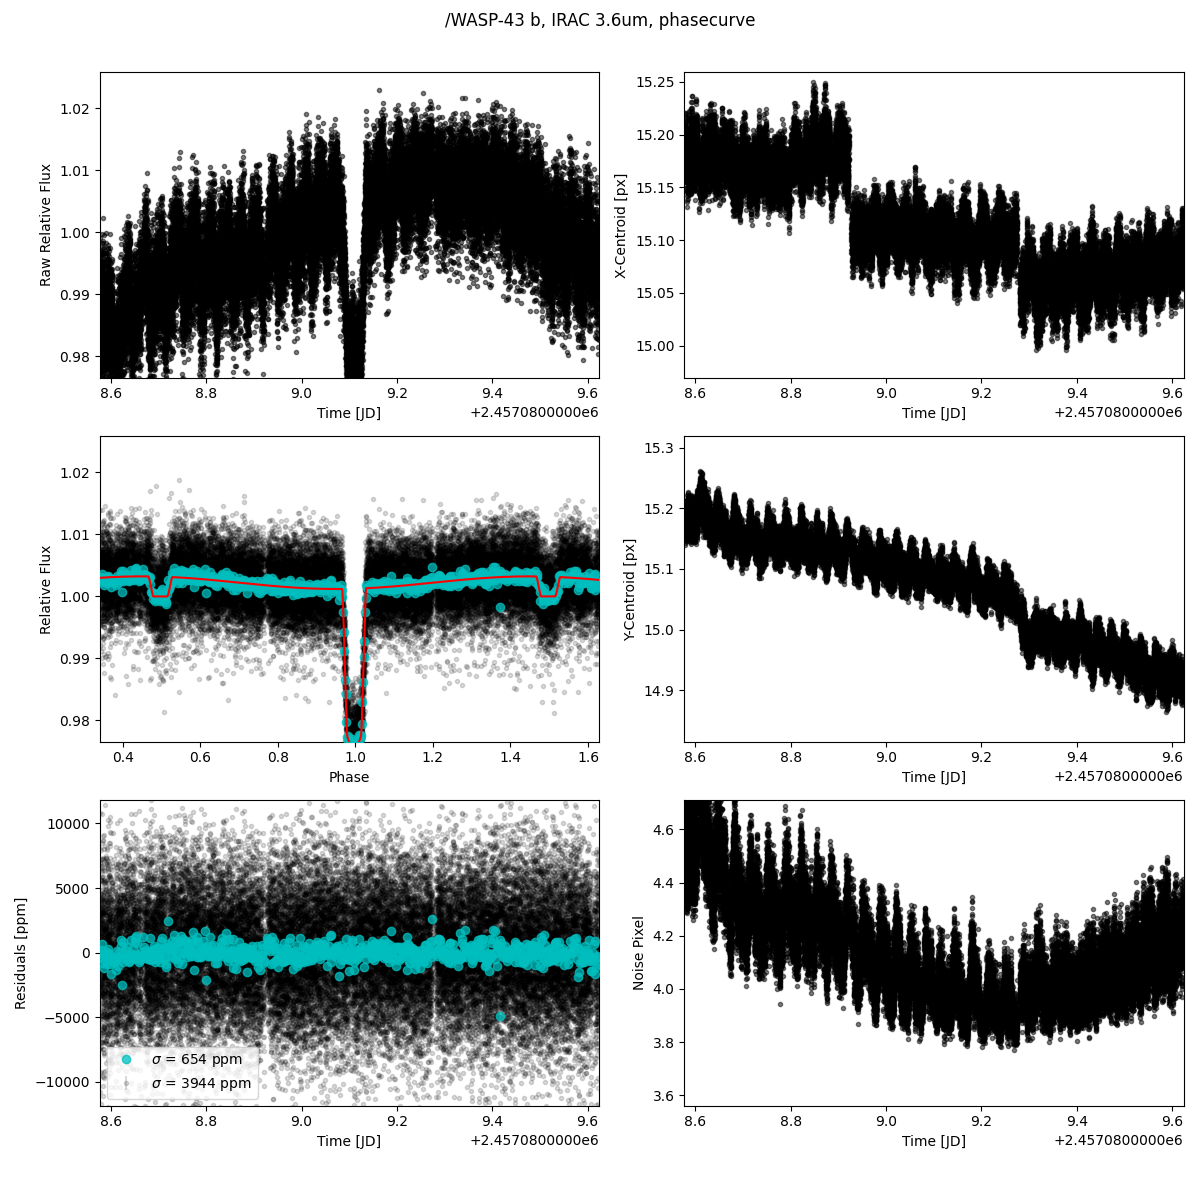 /WASP-43 b, IRAC 3.6um, phasecurve
Raw Relative Flux
1.02
1.01
1.00
0.99
0.98
8.6 8.8 9.0 9.2 9.4 9.6
Time [JD]
+2.4570800000e6
X-Centroid [px]
15.25
15.20
15.15
15.10
15.05
15.00
8.6 8.8 9.0 9.2 9.4 9.6
Time [JD]
+2.4570800000e6
Relative Flux
1.02
1.01
1.00
0.99
0.98
0.4 0.6 0.8 1.0 1.2 1.4 1.6
Phase
Y-Centroid [px]
15.3
15.2
15.1
15.0
14.9
8.6 8.8 9.0 9.2 9.4 9.6
Time [JD]
+2.4570800000e6
Residuals [ppm]
10000
5000
0
−5000
−10000
σ = 654 ppm
σ = 3944 ppm
8.6 8.8 9.0 9.2 9.4 9.6
Time [JD]
+2.4570800000e6
Noise Pixel
4.6
4.4
4.2
4.0
3.8
3.6
8.6 8.8 9.0 9.2 9.4 9.6
Time [JD]
+2.4570800000e6